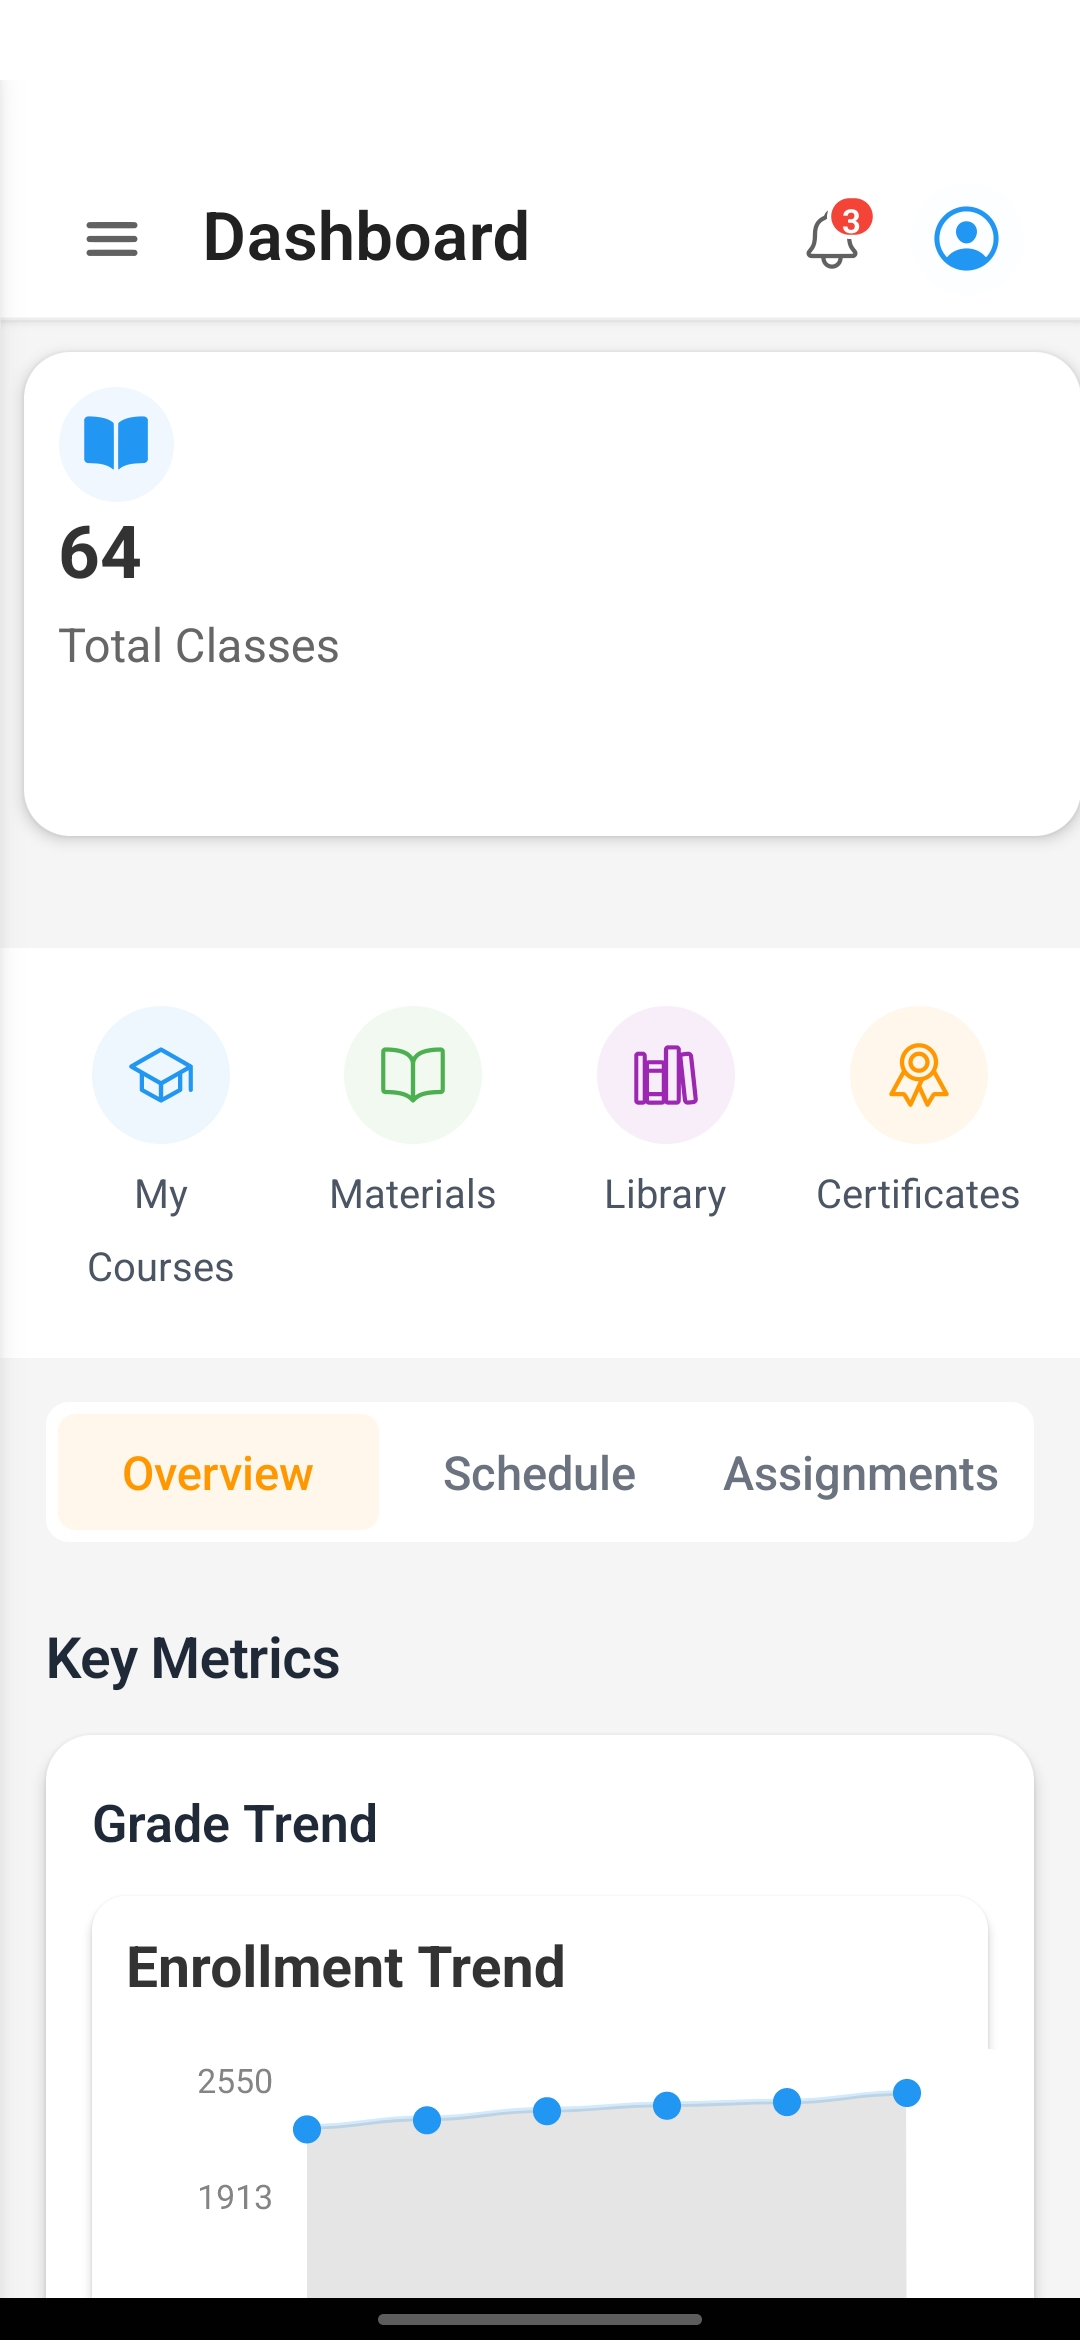 Dashboard
3
64
Total Classes
My
Courses
Materials
Library
Certificates
Overview
Schedule
Assignments
Key Metrics
Grade Trend
Enrollment Trend
2550
1913